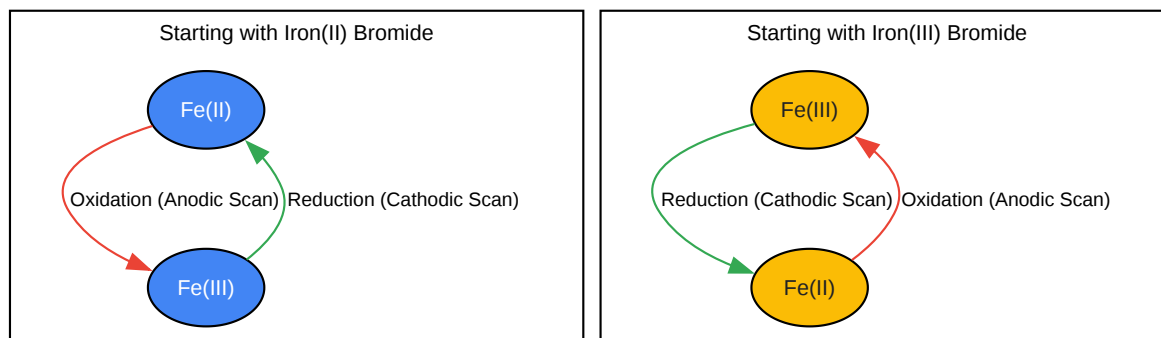 Starting with Iron(II) Bromide
Fe(II)
Oxidation (Anodic Scan)
Reduction (Cathodic Scan)
Fe(III)
Starting with Iron(III) Bromide
Fe(III)
Reduction (Cathodic Scan)
Oxidation (Anodic Scan)
Fe(II)